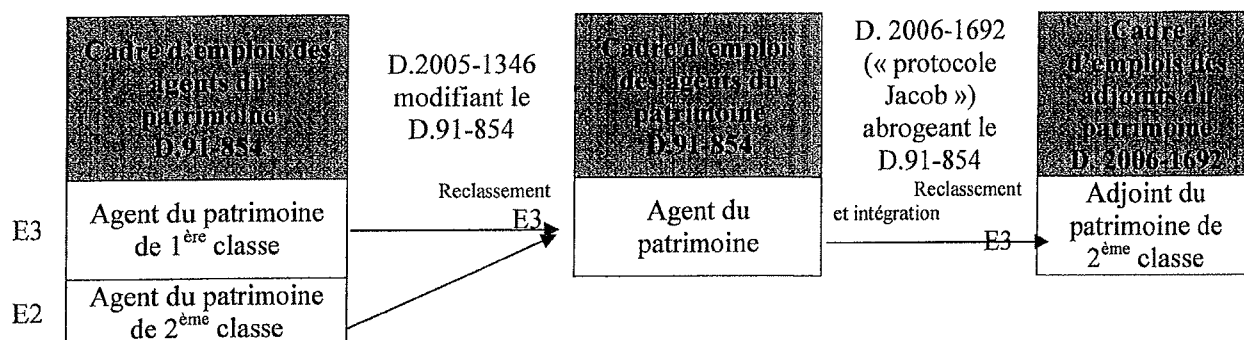 Cadre d'emplois des
agents du
patrimoine
D.91-854
D.2005-1346
modifiant le
D.91-854
Cadre d'emplois
des agents du
patrimoine
D.91-854
D. 2006-1692
(« protocole
Jacob »)
abrogeant le
D.91-854
Cadre
d'emplois des
adjoints du
patrimoine
D. 2006-1692
E3
Agent du patrimoine
de 1ère classe
Reclassement
E3
Agent du
patrimoine
Reclassement
et intégration
E3
Adjoint du
patrimoine de
2ème classe
E2
Agent du patrimoine
de 2ème classe